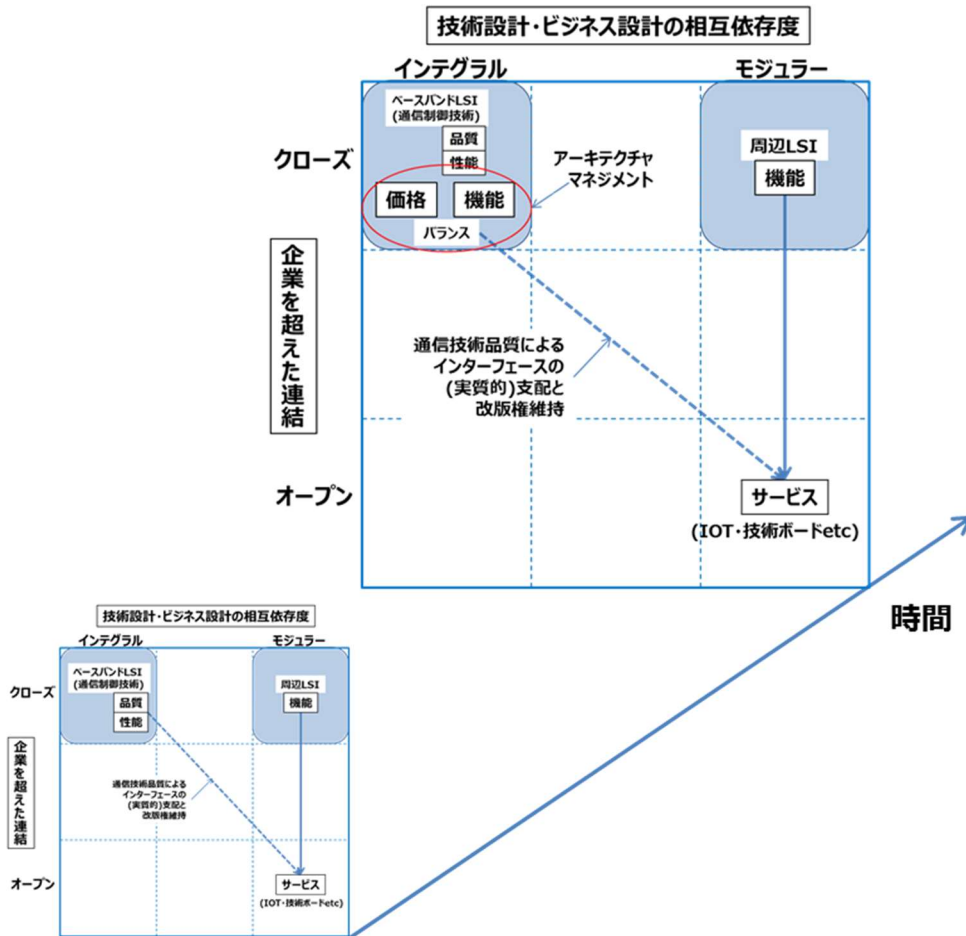 技術設計・ビジネス設計の相互依存度
インテグラル
モジュラー
ベースバンドLSI
(通信制御技術)
品質
性能
価格
機能
バランス
クローズ
アーキテクチャ
マネジメント
周辺LSI
機能
企業を超えた連結
通信技術品質による
インターフェースの
(実質的)支配と
改版権維持
オープン
サービス
(IOT・技術ボードetc)
時間
技術設計・ビジネス設計の相互依存度
インテグラル
モジュラー
クローズ
ベースバンドLSI
(通信制御技術)
品質
性能
周辺LSI
機能
企業を超えた連結
通信技術品質による
インターフェースの
(実質的)支配と
改版権維持
オープン
サービス
(IOT・技術ボードetc)